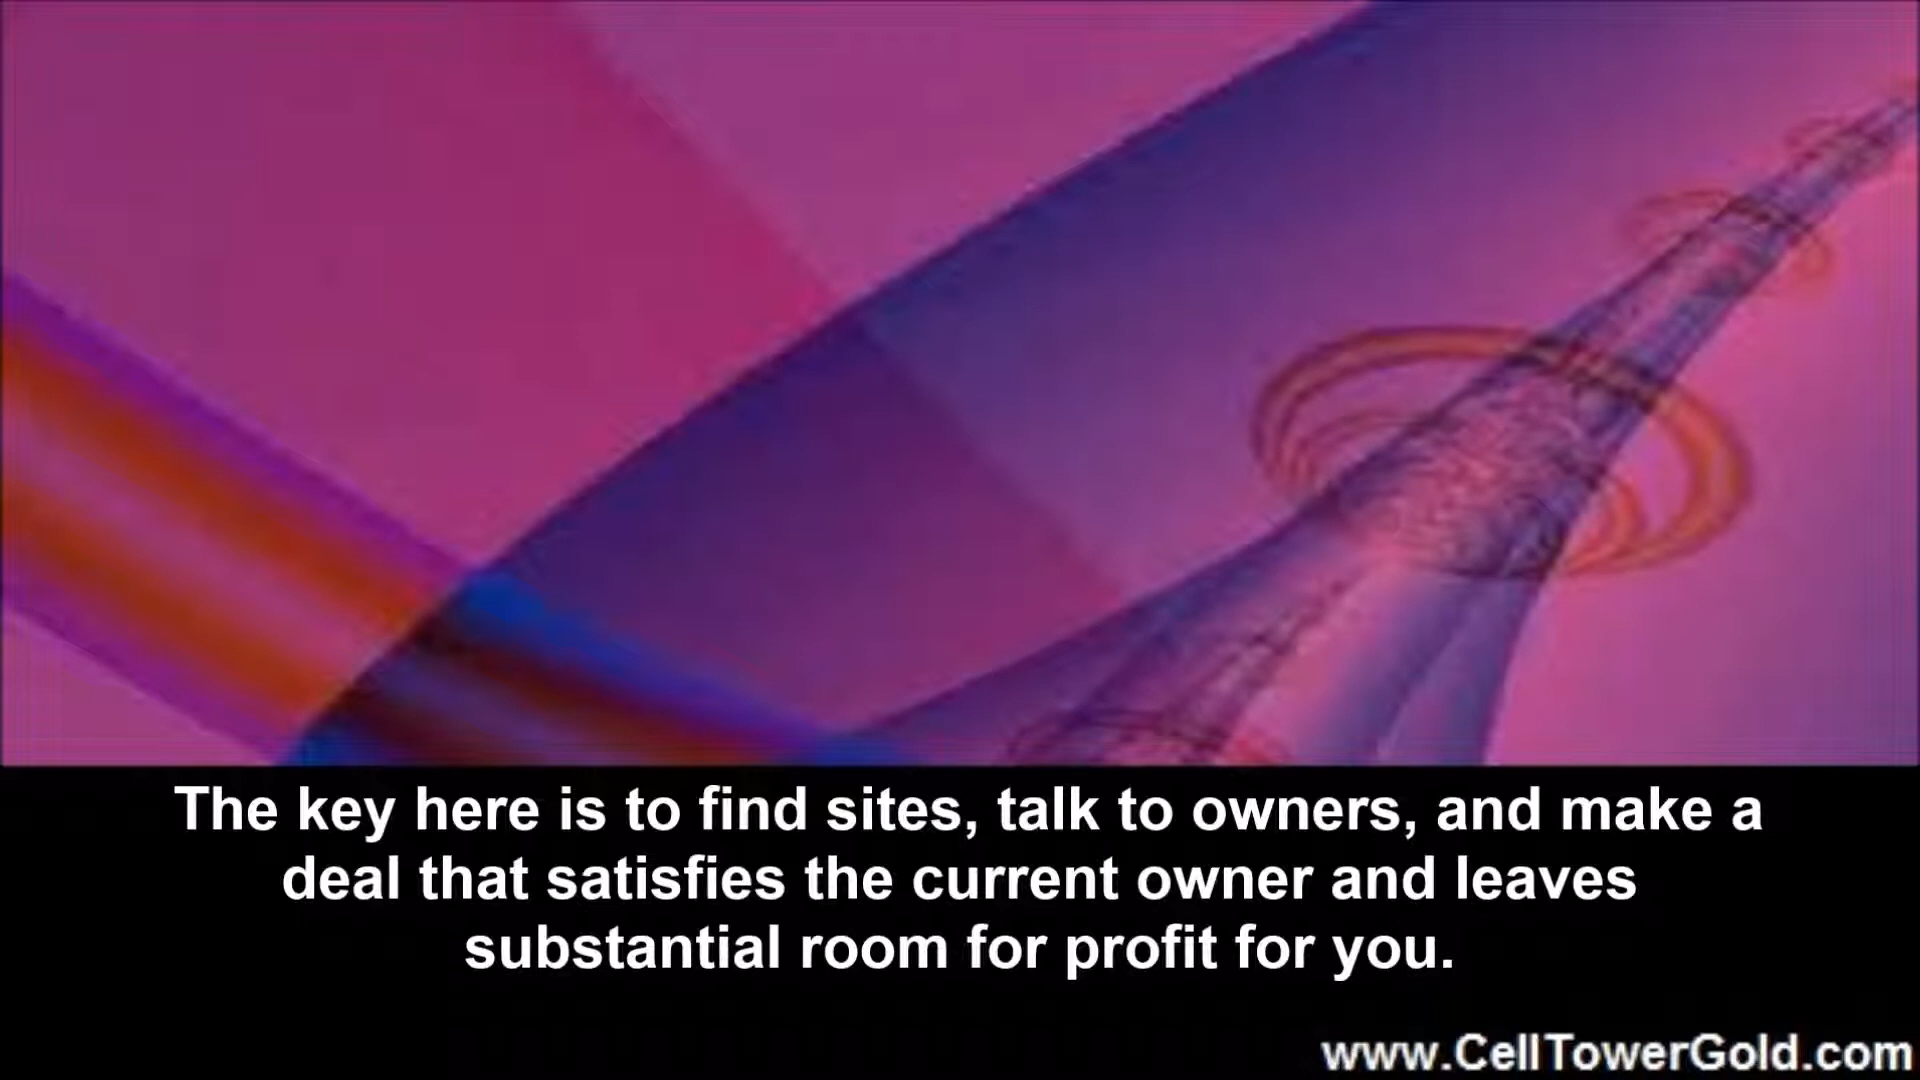 The key here is to find sites, talk to owners, and make a
deal that satisfies the current owner and leaves
substantial room for profit for you.
www.CellTowerGold.com